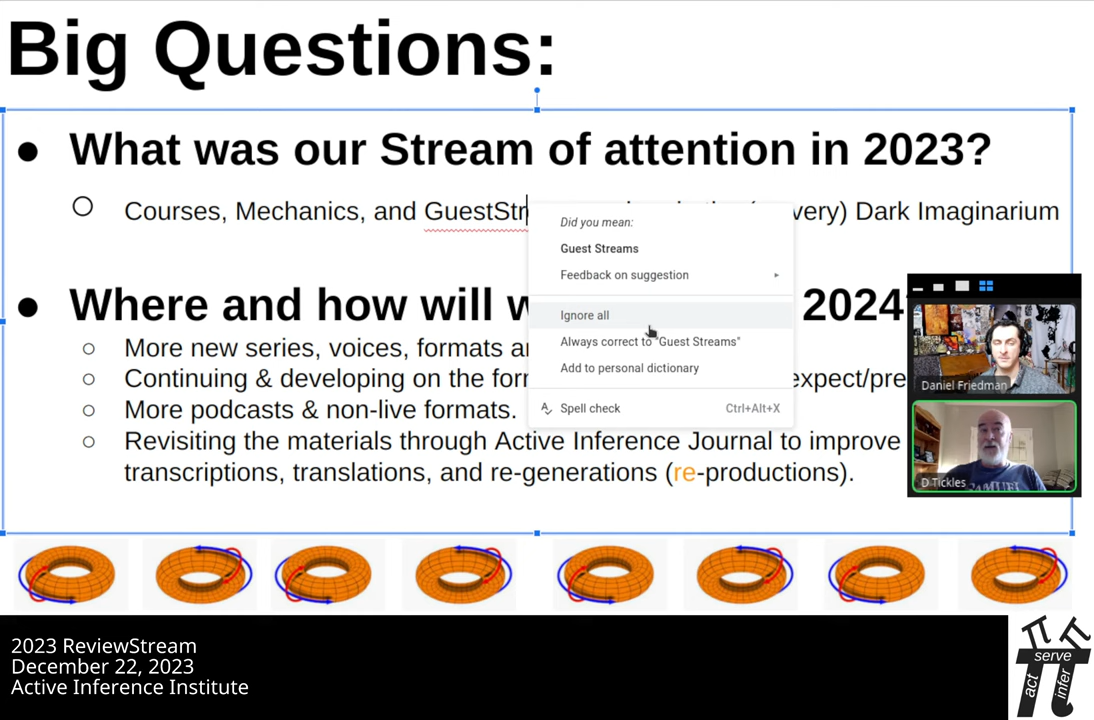 Big Questions:
● What was our Stream of attention in 2023?
○ Courses, Mechanics, and GuestStr very) Dark Imaginarium
Did you mean:
Guest Streams
Feedback on suggestion
● Where and how will 2024
Ignore all
○ More new series, voices, formats
Always correct to "Guest Streams"
○ Continuing & developing on the expect/pre
Add to personal dictionary
○ More podcasts & non-live formats.
Spell check Ctrl+Alt+X
○ Revisiting the materials through Active Inference Journal to improve
transcriptions, translations, and re-generations (re-productions).
Daniel Friedman
D Tickles
SAMUEL
2023 ReviewStream
December 22, 2023
Active Inference Institute
π π
serve
act infer